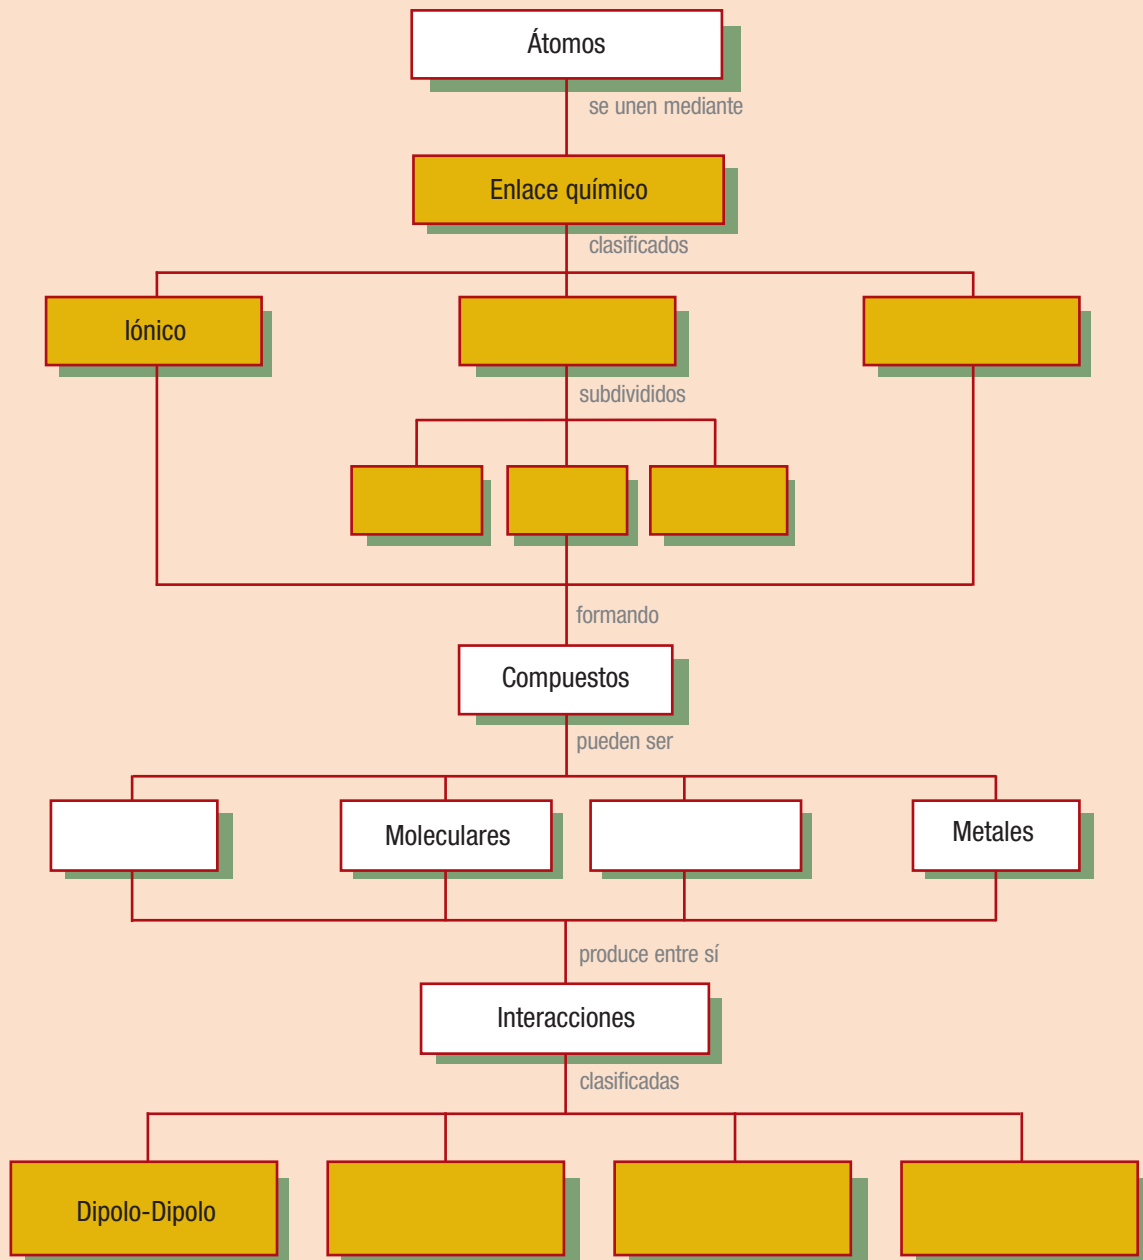 Átomos
se unen mediante
Enlace químico
clasificados
Iónico
subdivididos
formando
Compuestos
pueden ser
Moleculares
Metales
produce entre sí
Interacciones
clasificadas
Dipolo-Dipolo